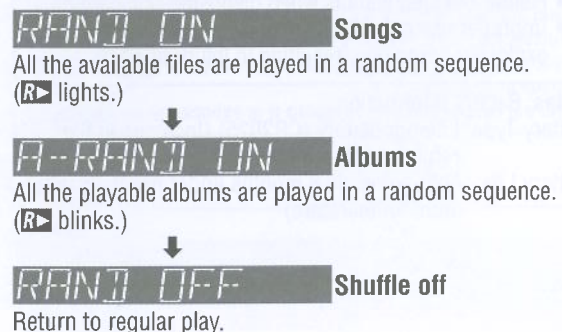 RAND ON Songs
All the available files are played in a random sequence.
(R▷ lights.)
A--RAND ON Albums
All the playable albums are played in a random sequence.
(R▷ blinks.)
RAND OFF Shuffle off
Return to regular play.